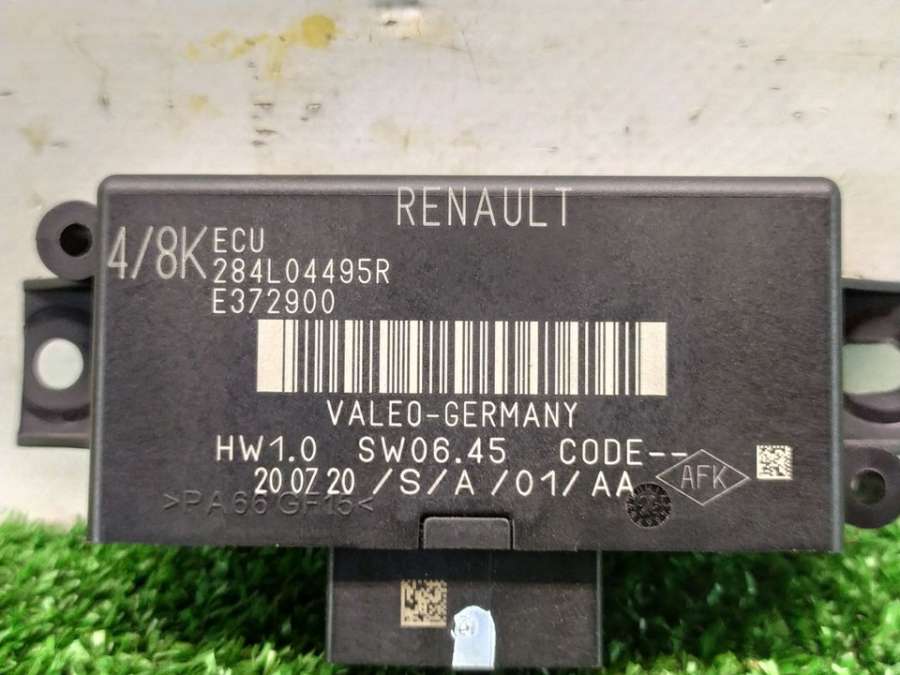 RENAULT
4/8K
ECU
284L04495R
E372900
VALEO-GERMANY
HW1.0 SW06.45 CODE--
20 07 20 /S/A/01/AA
AFK
>PA66 GF15<